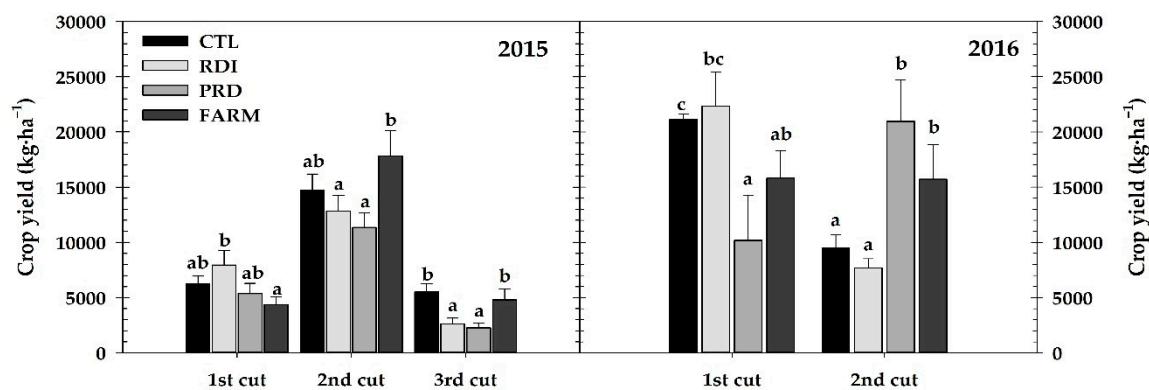 Crop yield (kg·ha⁻¹)
30000
25000
20000
15000
10000
5000
0
CTL
RDI
PRD
FARM
2015
ab
b
ab
a
ab
a
a
b
b
a
a
b
1st cut
2nd cut
3rd cut
2016
c
bc
a
ab
a
a
b
b
1st cut
2nd cut
30000
25000
20000
15000
10000
5000
0
Crop yield (kg·ha⁻¹)